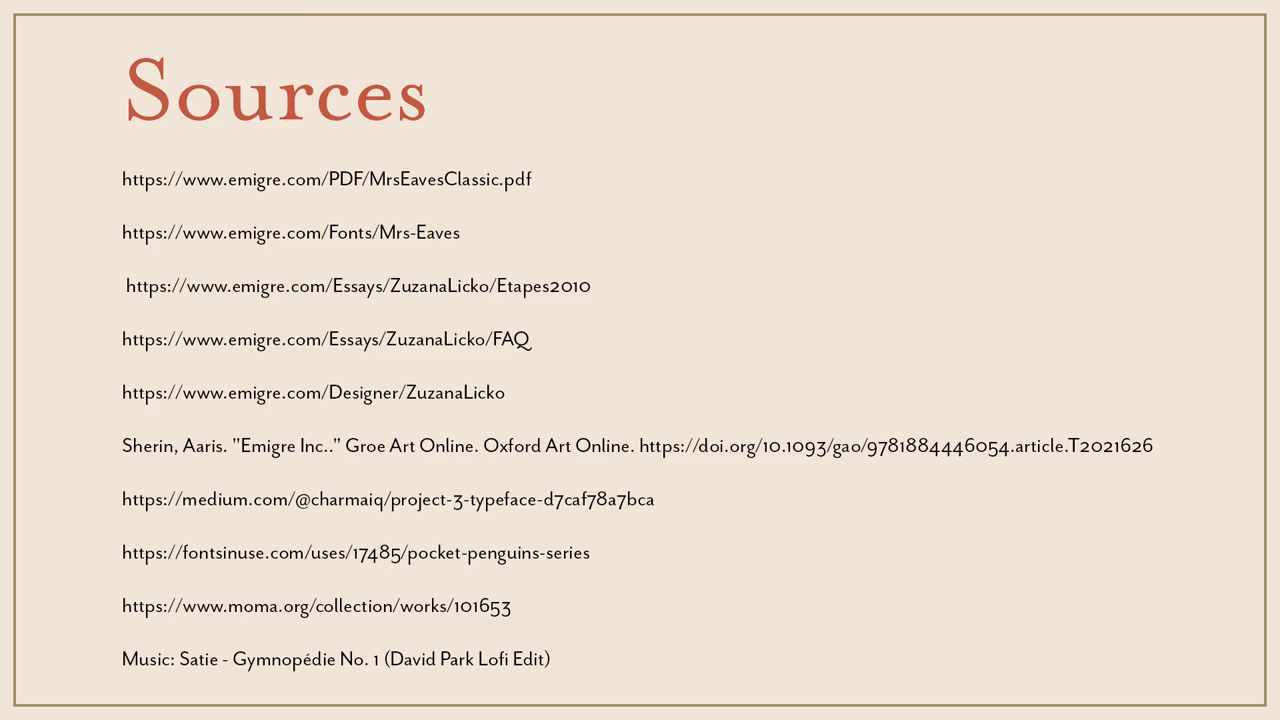 Sources
https://www.emigre.com/PDF/MrsEavesClassic.pdf
https://www.emigre.com/Fonts/Mrs-Eaves
https://www.emigre.com/Essays/ZuzanaLicko/Etapes2010
https://www.emigre.com/Essays/ZuzanaLicko/FAQ
https://www.emigre.com/Designer/ZuzanaLicko
Sherin, Aaris. "Emigre Inc.." Groe Art Online. Oxford Art Online. https://doi.org/10.1093/gao/9781884446054.article.T2021626
https://medium.com/@charmaiq/project-3-typeface-d7caf78a7bca
https://fontsinuse.com/uses/17485/pocket-penguins-series
https://www.moma.org/collection/works/101653
Music: Satie - Gymnopédie No. 1 (David Park Lofi Edit)